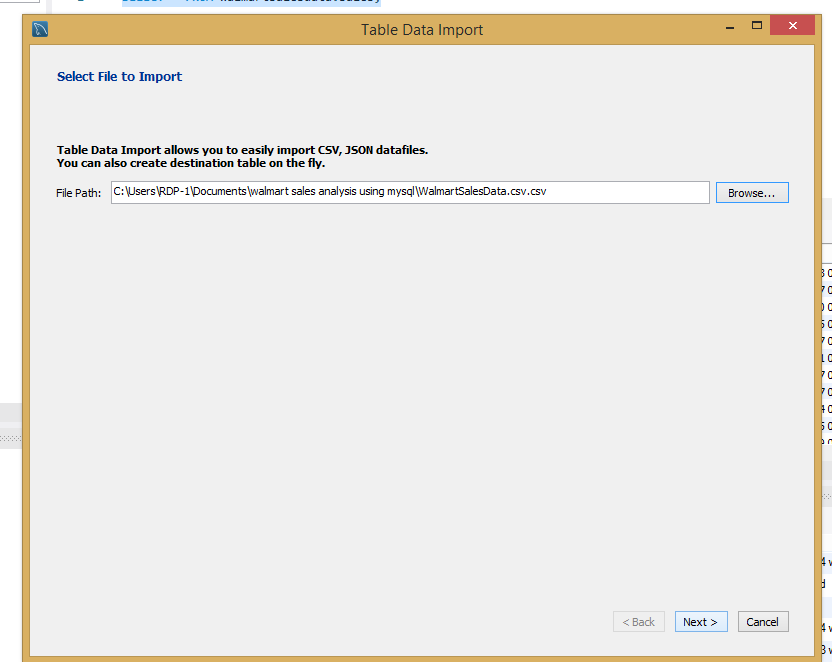 Table Data Import
Select File to Import
Table Data Import allows you to easily import CSV, JSON datafiles.
You can also create destination table on the fly.
File Path: C:\Users\RDP-1\Documents\walmart sales analysis using mysql\WalmartSalesData.csv.csv Browse...
< Back Next > Cancel